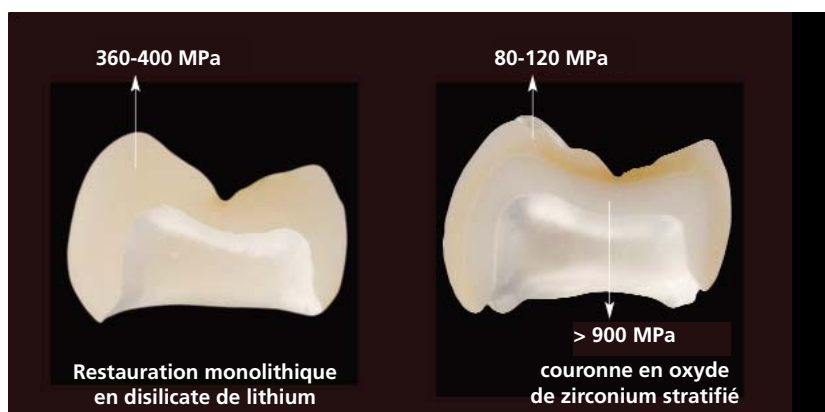 360-400 MPa
80-120 MPa
> 900 MPa
Restauration monolithique
en disilicate de lithium
couronne en oxyde
de zirconium stratifié